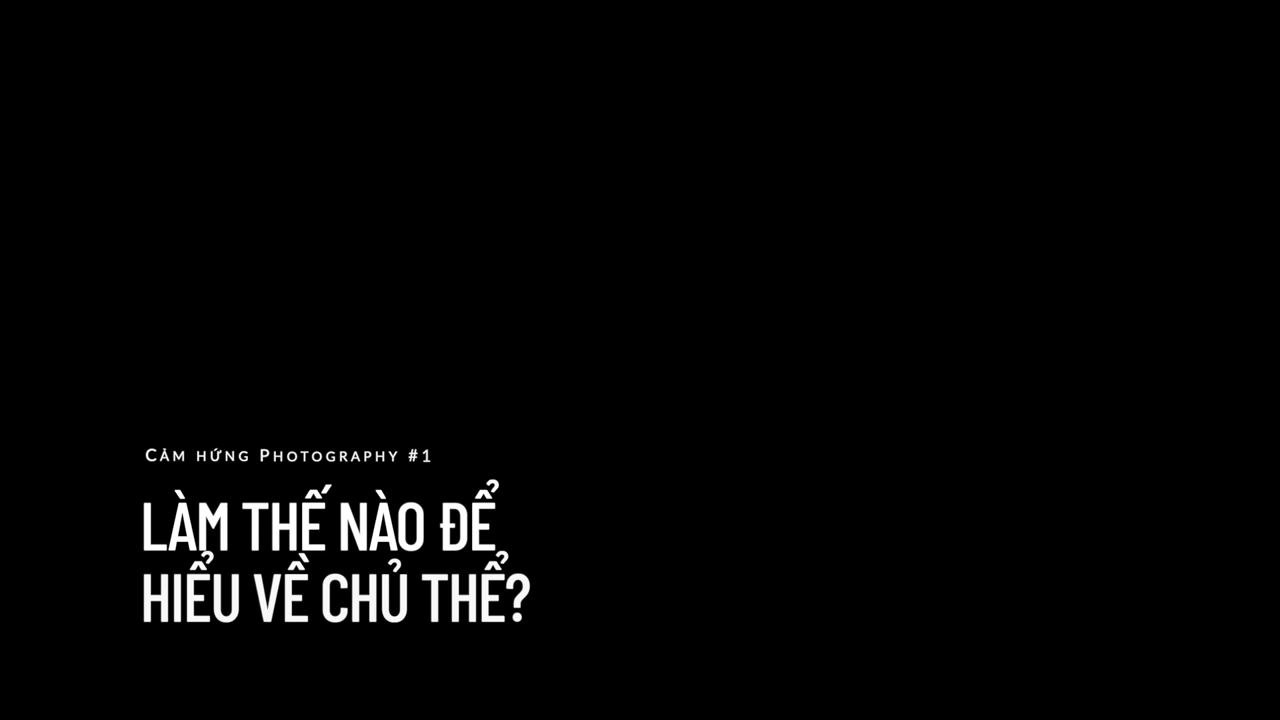 Cảm hứng Photography #1
LÀM THẾ NÀO ĐỂ
HIỂU VỀ CHỦ THỂ?